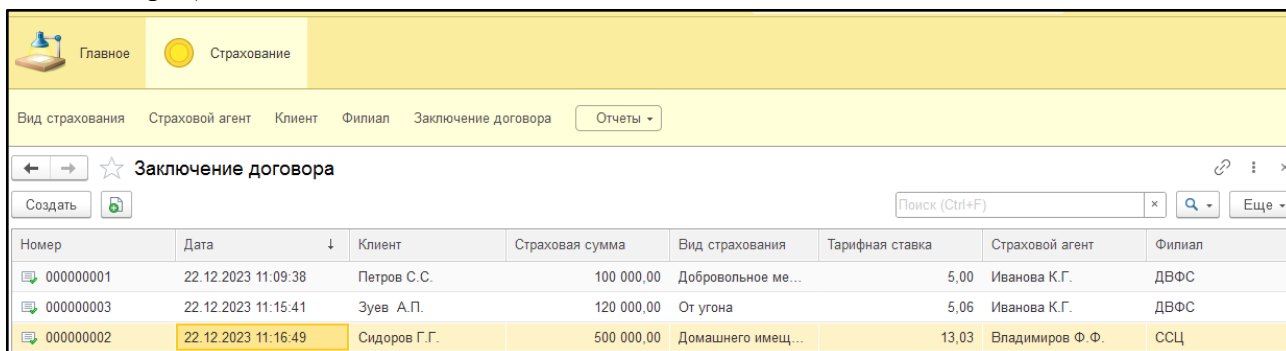 Главное Страхование
Вид страхования Страховой агент Клиент Филиал Заключение договора Отчеты
Заключение договора
Создать Поиск (Ctrl+F) × Еще
Номер Дата ↓ Клиент Страховая сумма Вид страхования Тарифная ставка Страховой агент Филиал
000000001 22.12.2023 11:09:38 Петров С.С. 100 000,00 Добровольное ме... 5,00 Иванова К.Г. ДВФС
000000003 22.12.2023 11:15:41 Зуев А.П. 120 000,00 От угона 5,06 Иванова К.Г. ДВФС
000000002 22.12.2023 11:16:49 Сидоров Г.Г. 500 000,00 Домашнего имещ... 13,03 Владимиров Ф.Ф. ССЦ